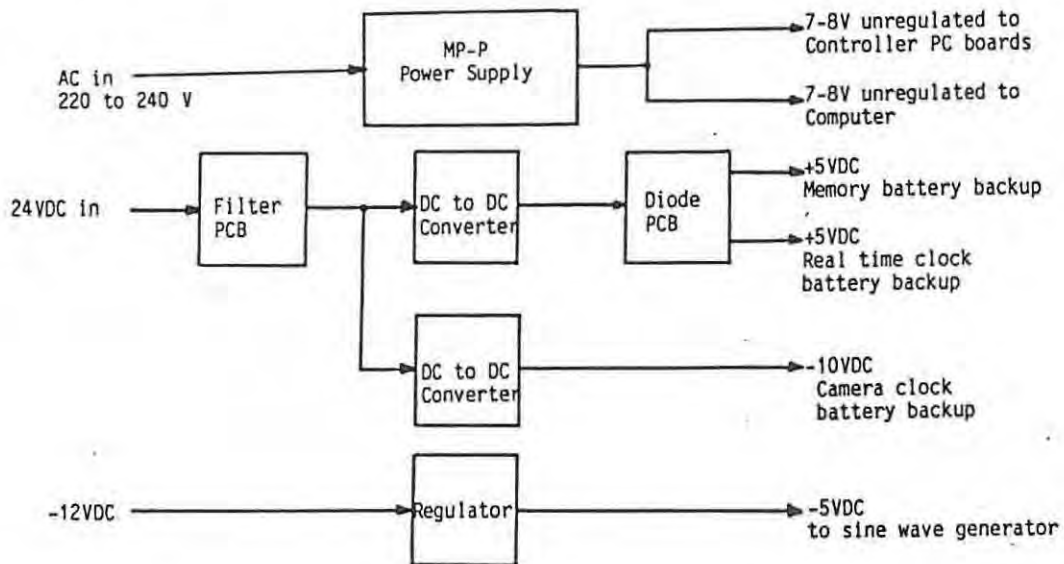 AC in
220 to 240 V
MP-P
Power Supply
7-8V unregulated to
Controller PC boards
7-8V unregulated to
Computer
24VDC in
Filter
PCB
DC to DC
Converter
Diode
PCB
+5VDC
Memory battery backup
+5VDC
Real time clock
battery backup
DC to DC
Converter
-10VDC
Camera clock
battery backup
-12VDC
Regulator
-5VDC
to sine wave generator